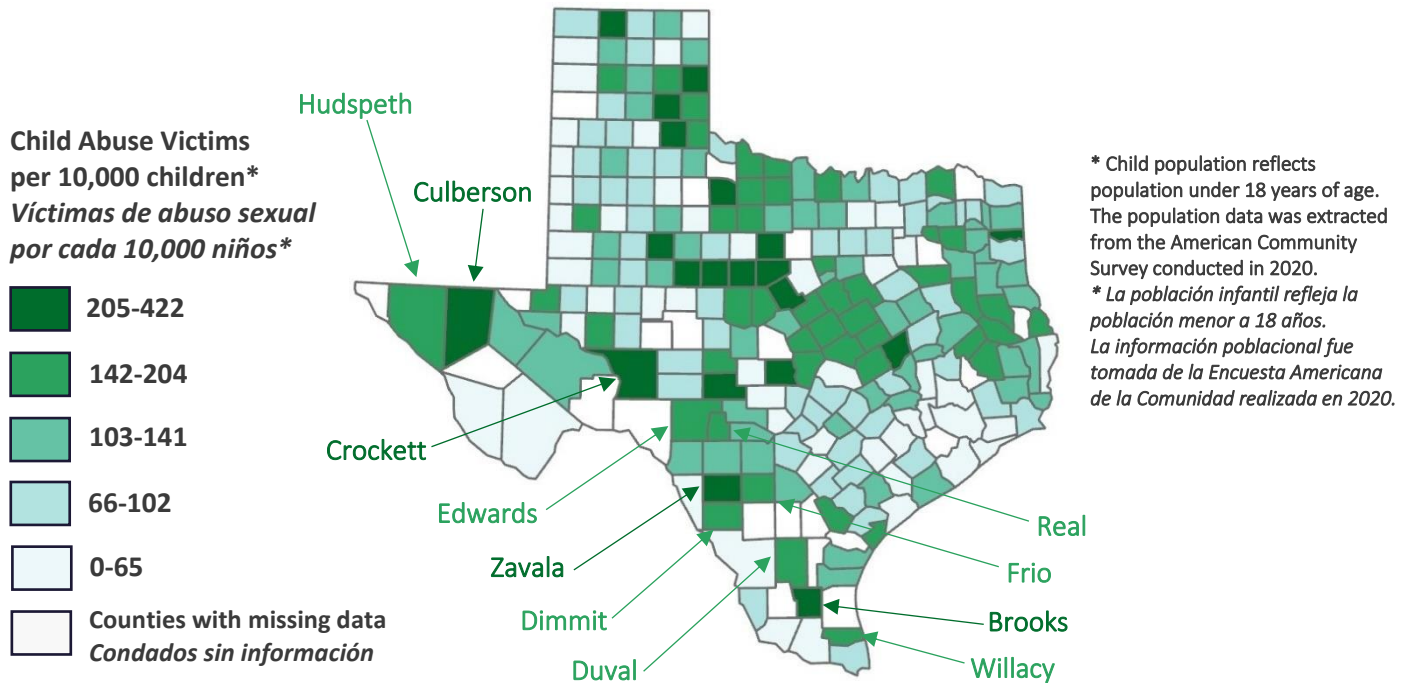 Child Abuse Victims
per 10,000 children*
Víctimas de abuso sexual
por cada 10,000 niños*
205-422
142-204
103-141
66-102
0-65
Counties with missing data
Condados sin información
Hudspeth
Culberson
Crockett
Edwards
Zavala
Dimmit
Duval
Real
Frio
Brooks
Willacy
* Child population reflects
population under 18 years of age.
The population data was extracted
from the American Community
Survey conducted in 2020.
* La población infantil refleja la
población menor a 18 años.
La información poblacional fue
tomada de la Encuesta Americana
de la Comunidad realizada en 2020.